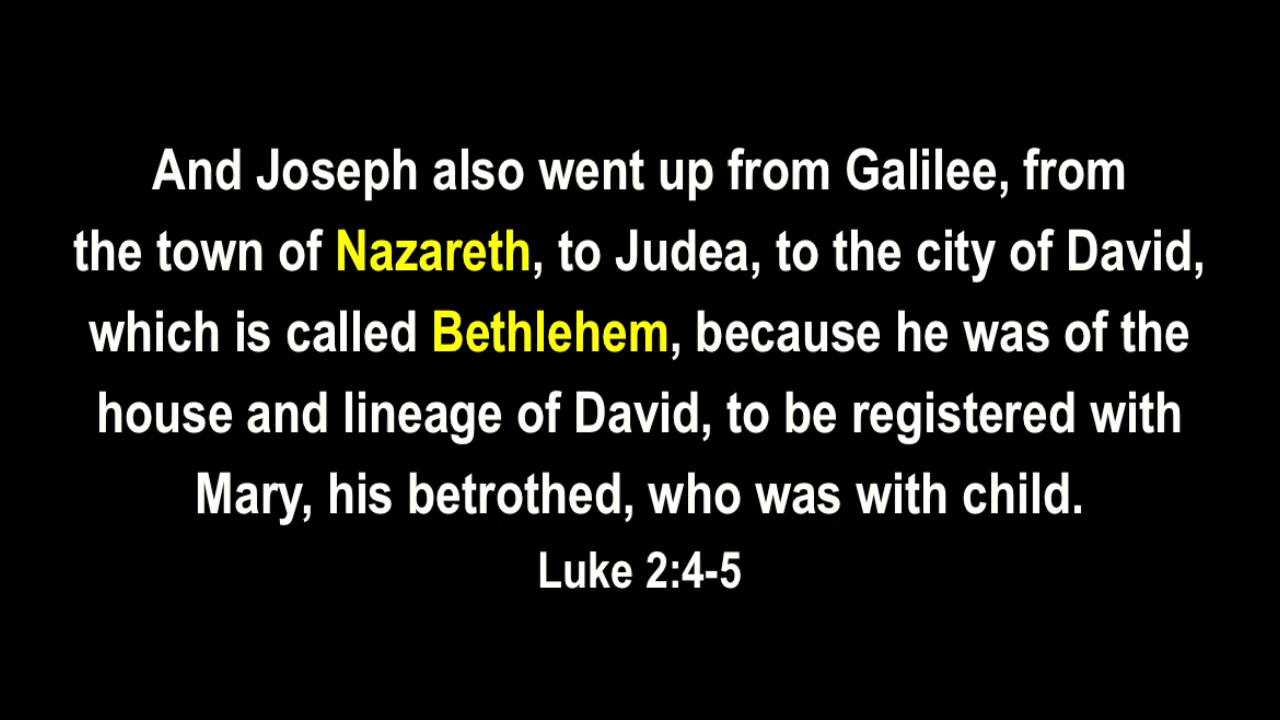 And Joseph also went up from Galilee, from
the town of Nazareth, to Judea, to the city of David,
which is called Bethlehem, because he was of the
house and lineage of David, to be registered with
Mary, his betrothed, who was with child.
Luke 2:4-5